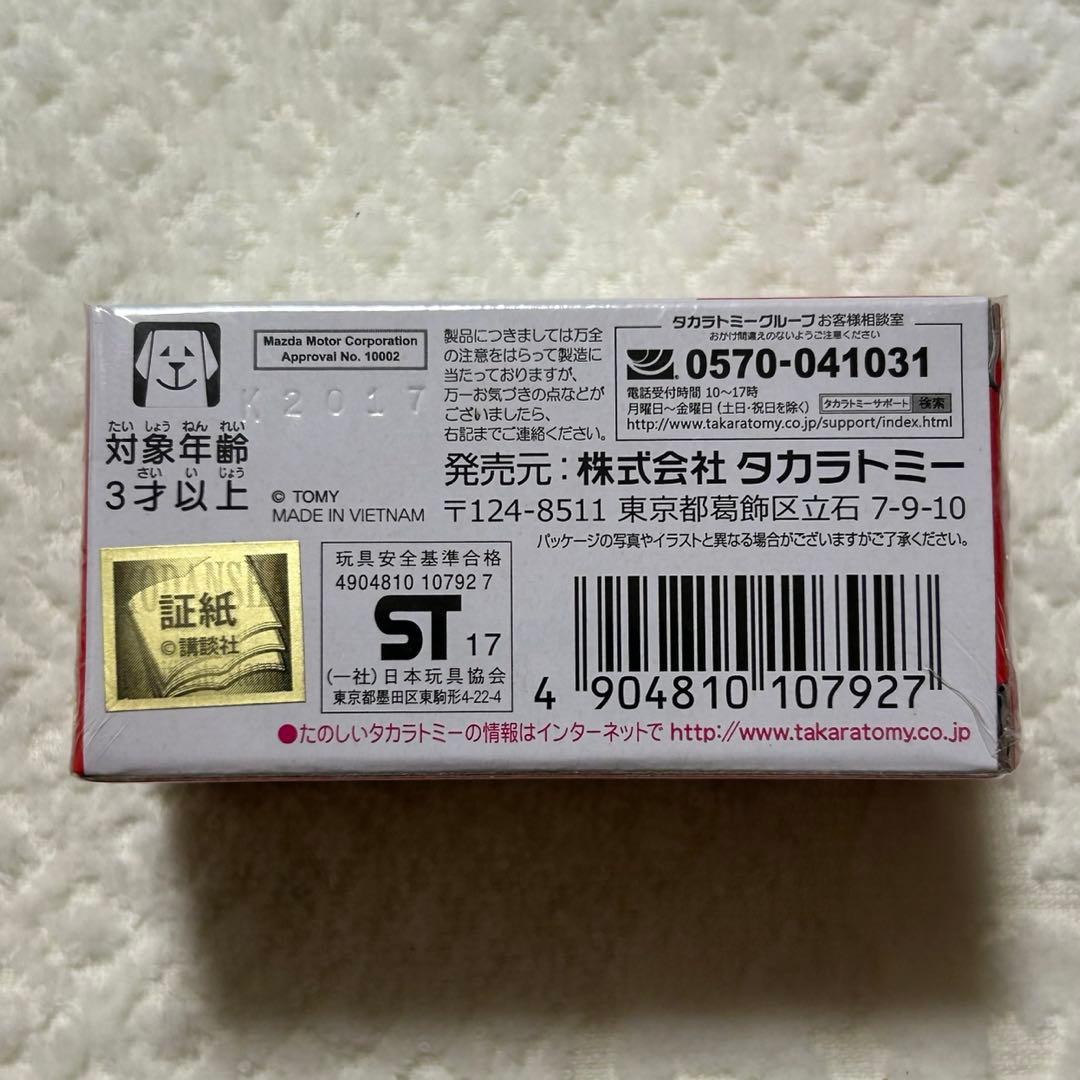 Mazda Motor Corporation
Approval No. 10002
K2017
たいしょうねんれい
対象年齢
さいいじょう
3才以上
© TOMY
MADE IN VIETNAM
製品につきましては万全
の注意をはらって製造に
当たっておりますが、
万一お気づきの点などが
ございましたら、
右記までご連絡ください。
タカラトミーグループお客様相談室
おかけ間違えのないようご注意ください
0570-041031
電話受付時間 10〜17時
月曜日〜金曜日（土日・祝日を除く） タカラトミーサポート 検索
http://www.takaratomy.co.jp/support/index.html
発売元：株式会社 タカラトミー
〒124-8511 東京都葛飾区立石 7-9-10
パッケージの写真やイラストと異なる場合がございますがご了承ください。
KODANSHA
証紙
©講談社
玩具安全基準合格
4904810 10792 7
ST 17
(一社)日本玩具協会
東京都墨田区東駒形4-22-4
4 904810 107927
●たのしいタカラトミーの情報はインターネットで http://www.takaratomy.co.jp